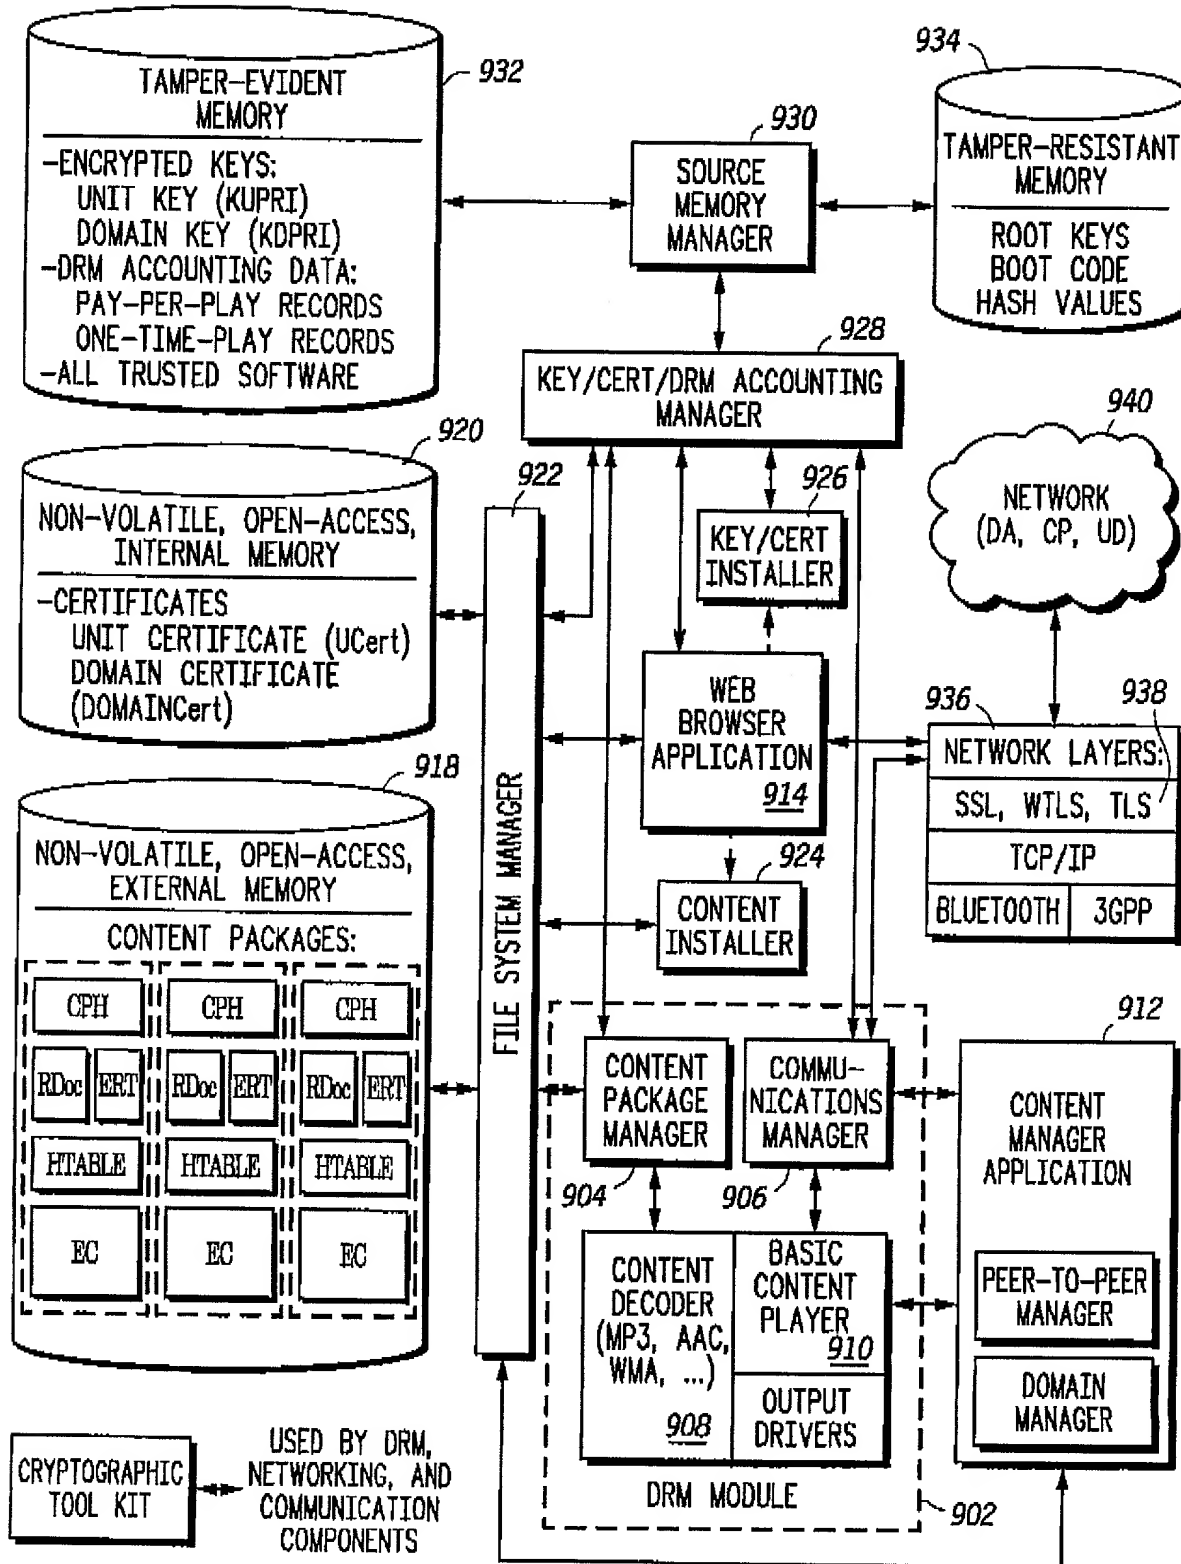 932
TAMPER-EVIDENT
MEMORY
-ENCRYPTED KEYS:
UNIT KEY (KUPRI)
DOMAIN KEY (KDPRI)
-DRM ACCOUNTING DATA:
PAY-PER-PLAY RECORDS
ONE-TIME-PLAY RECORDS
-ALL TRUSTED SOFTWARE
930
SOURCE
MEMORY
MANAGER
934
TAMPER-RESISTANT
MEMORY
ROOT KEYS
BOOT CODE
HASH VALUES
928
KEY/CERT/DRM ACCOUNTING
MANAGER
920
NON-VOLATILE, OPEN-ACCESS,
INTERNAL MEMORY
-CERTIFICATES
UNIT CERTIFICATE (UCert)
DOMAIN CERTIFICATE
(DOMAINCert)
922
FILE SYSTEM MANAGER
926
KEY/CERT
INSTALLER
940
NETWORK
(DA, CP, UD)
WEB
BROWSER
APPLICATION
914
936
938
NETWORK LAYERS:
SSL, WTLS, TLS
TCP/IP
BLUETOOTH
3GPP
918
NON-VOLATILE, OPEN-ACCESS,
EXTERNAL MEMORY
CONTENT PACKAGES:
CPH
CPH
CPH
RDoc
ERT
RDoc
ERT
RDoc
ERT
HTABLE
HTABLE
HTABLE
EC
EC
EC
924
CONTENT
INSTALLER
CONTENT
PACKAGE
MANAGER
904
COMMU-
NICATIONS
MANAGER
906
912
CONTENT
MANAGER
APPLICATION
PEER-TO-PEER
MANAGER
DOMAIN
MANAGER
CONTENT
DECODER
(MP3, AAC,
WMA, ...)
908
BASIC
CONTENT
PLAYER
910
OUTPUT
DRIVERS
DRM MODULE
902
CRYPTOGRAPHIC
TOOL KIT
USED BY DRM,
NETWORKING, AND
COMMUNICATION
COMPONENTS